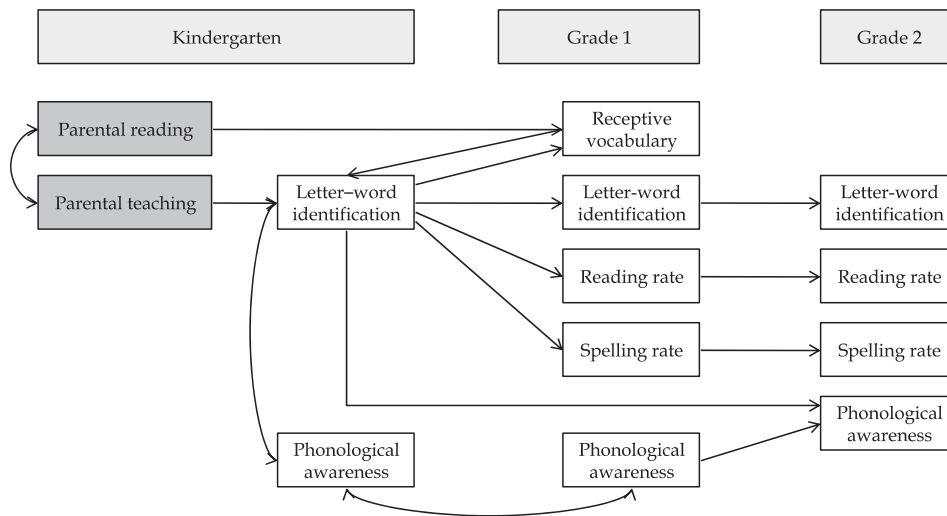 Kindergarten
Grade 1
Grade 2
Parental reading
Receptive
vocabulary
Parental teaching
Letter–word
identification
Letter-word
identification
Letter-word
identification
Reading rate
Reading rate
Spelling rate
Spelling rate
Phonological
awareness
Phonological
awareness
Phonological
awareness